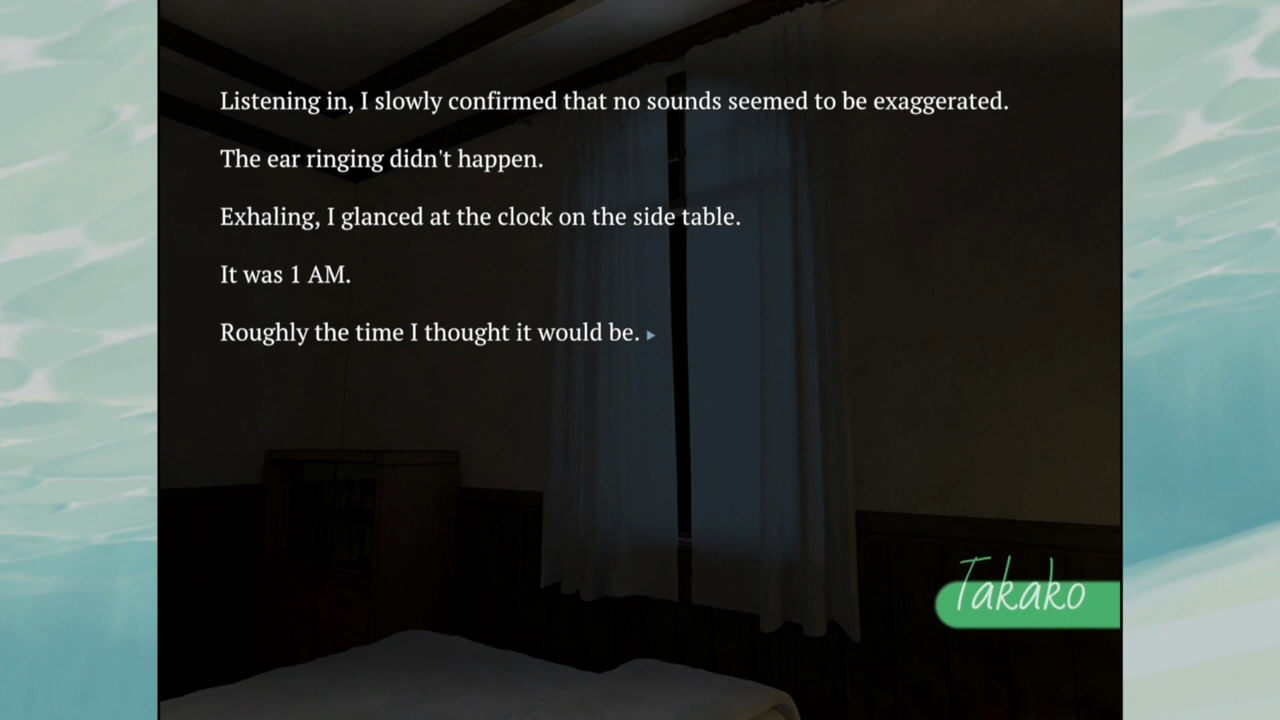 Listening in, I slowly confirmed that no sounds seemed to be exaggerated.
The ear ringing didn't happen.
Exhaling, I glanced at the clock on the side table.
It was 1 AM.
Roughly the time I thought it would be.
Takako